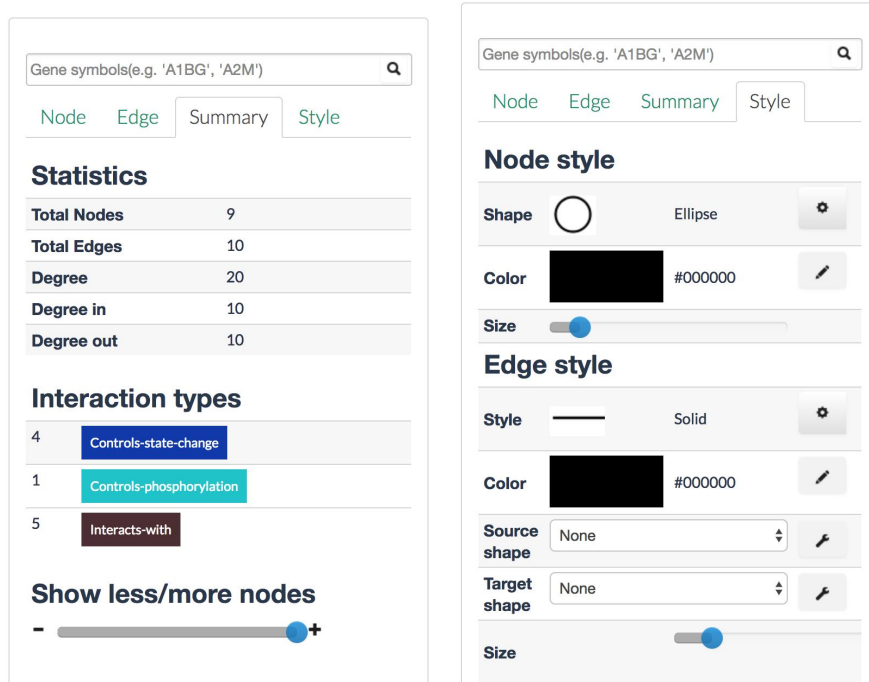 Gene symbols(e.g. 'A1BG', 'A2M')
Node Edge Summary Style
Statistics
Total Nodes 9
Total Edges 10
Degree 20
Degree in 10
Degree out 10
Interaction types
4 Controls-state-change
1 Controls-phosphorylation
5 Interacts-with
Show less/more nodes
- +
Gene symbols(e.g. 'A1BG', 'A2M')
Node Edge Summary Style
Node style
Shape Ellipse
Color #000000
Size
Edge style
Style Solid
Color #000000
Source
shape None
Target
shape None
Size